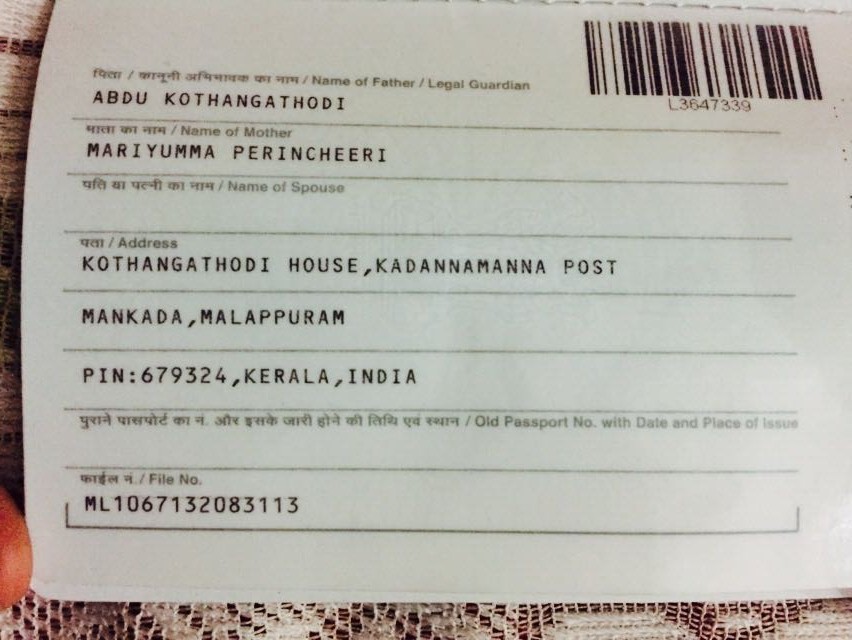 L3647339
पिता / कानूनी अभिभावक का नाम / Name of Father / Legal Guardian
ABDU KOTHANGATHODI
माता का नाम / Name of Mother
MARIYUMMA PERINCHEERI
पति या पत्नी का नाम / Name of Spouse
पता / Address
KOTHANGATHODI HOUSE,KADANNAMANNA POST
MANKADA,MALAPPURAM
PIN:679324,KERALA,INDIA
पुराने पासपोर्ट का नं. और इसके जारी होने की तिथि एवं स्थान / Old Passport No. with Date and Place of Issue
फाईल नं./ File No.
ML1067132083113